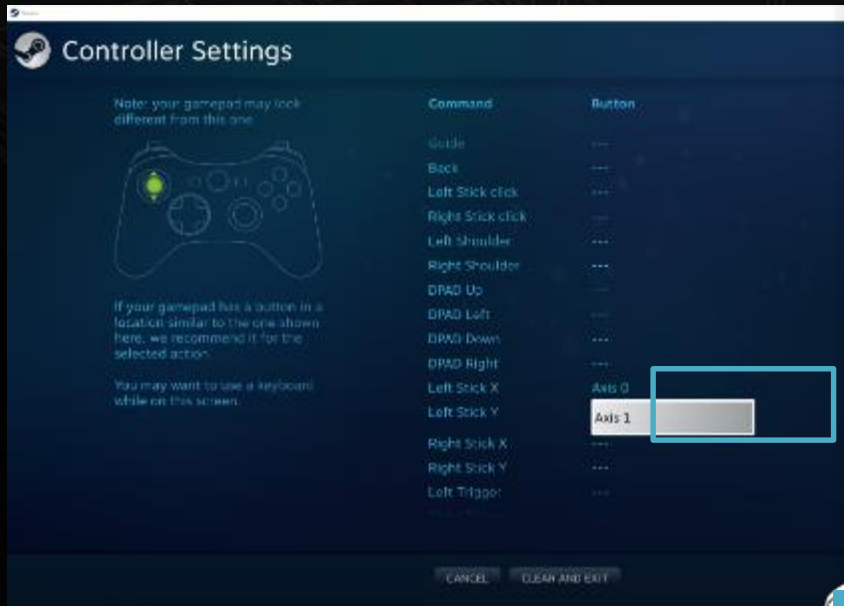 Controller Settings
Note: your gamepad may look
different from this one
If your gamepad has a button in a
location similar to the one shown
here, we recommend it for the
selected action.
You may want to use a keyboard
while on this screen.
Command Button
Guide ---
Back ---
Left Stick click ---
Right Stick click ---
Left Shoulder ---
Right Shoulder ---
DPAD Up ---
DPAD Left ---
DPAD Down ---
DPAD Right ---
Left Stick X Axis 0
Left Stick Y Axis 1
Right Stick X ---
Right Stick Y ---
Left Trigger ---
CANCEL CLEAR AND EXIT